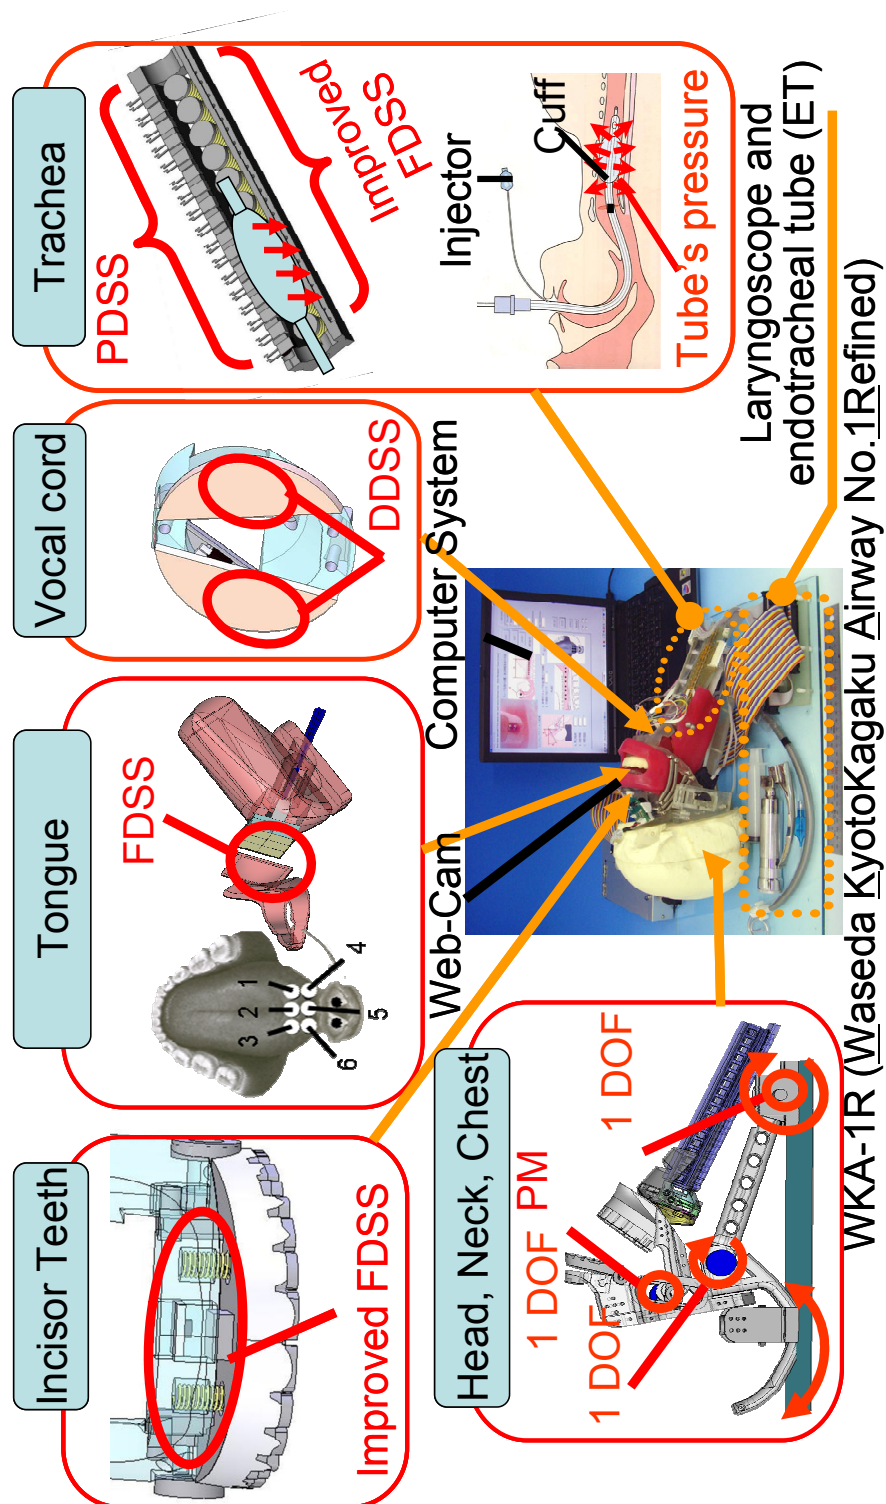 Incisor Teeth
Improved FDSS
Tongue
FDSS
1
2
3
4
5
6
Vocal cord
DDSS
Trachea
PDSS
Improved
FDSS
Injector
Cuff
Tube's pressure
Head, Neck, Chest
1 DOF
1 DOF
PM
1 DOF
Web-Cam
Computer System
Laryngoscope and
endotracheal tube (ET)
WKA-1R (Waseda KyotoKagaku Airway No.1Refined)